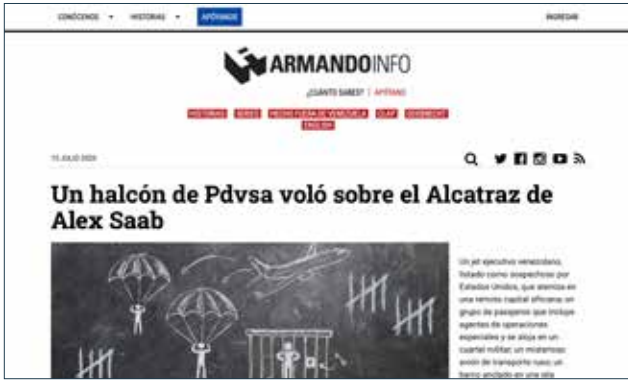 CONÓCENOS HISTORIAS APÓYANOS INGRESAR
ARMANDOINFO
¿CUÁNTO SABES? | APÓYANO
HISTORIAS SERIES HECHO FUERA DE VENEZUELA CLAP ODEBRECHT
ENGLISH
15 JULIO 2020
Un halcón de Pdvsa voló sobre el Alcatraz de
Alex Saab
Un jet ejecutivo venezolano,
listado como sospechoso por
Estados Unidos, que aterriza en
una remota capital africana; un
grupo de pasajeros que incluye
agentes de operaciones
especiales y se aloja en un
cuartel militar; un misterioso
avión de transporte ruso; un
barco anclado en una isla